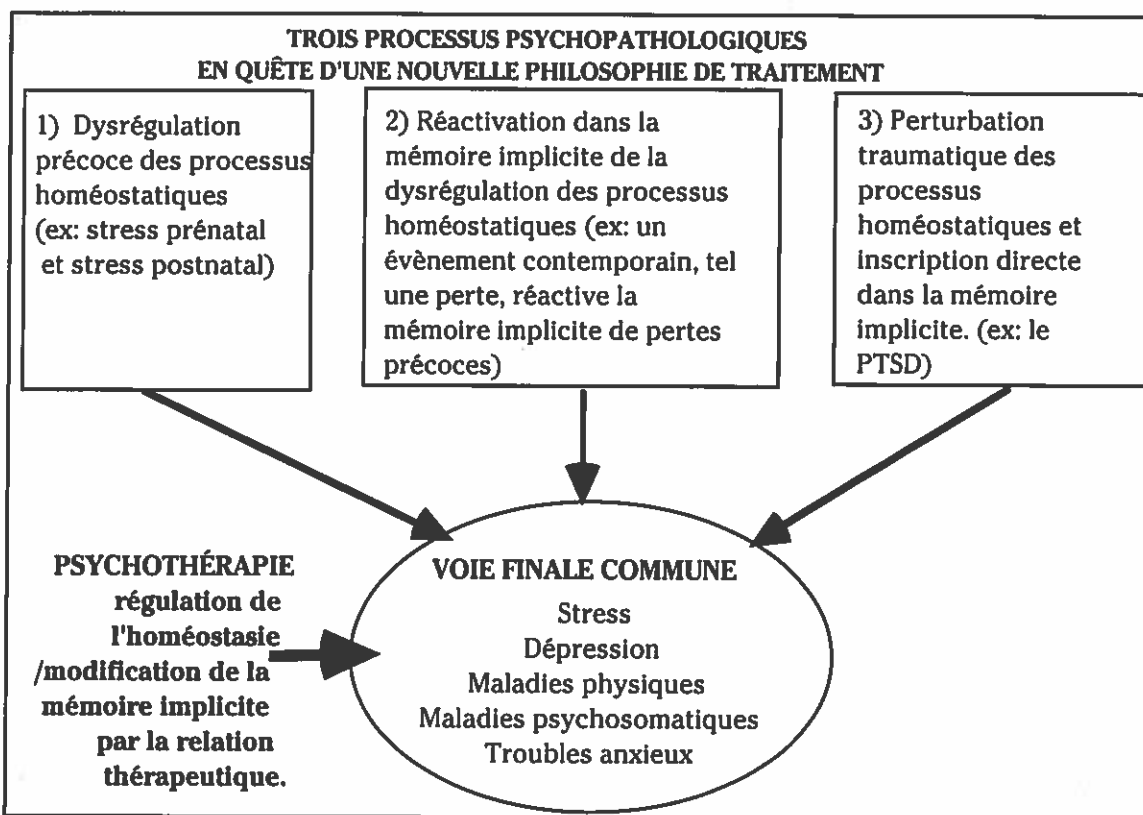 TROIS PROCESSUS PSYCHOPATHOLOGIQUES
EN QUÊTE D'UNE NOUVELLE PHILOSOPHIE DE TRAITEMENT
1) Dysrégulation
précoce des processus
homéostatiques
(ex: stress prénatal
et stress postnatal)
2) Réactivation dans la
mémoire implicite de la
dysrégulation des processus
homéostatiques (ex: un
évènement contemporain, tel
une perte, réactive la
mémoire implicite de pertes
précoces)
3) Perturbation
traumatique des
processus
homéostatiques et
inscription directe
dans la mémoire
implicite. (ex: le
PTSD)
PSYCHOTHÉRAPIE
régulation de
l'homéostasie
/modification de la
mémoire implicite
par la relation
thérapeutique.
VOIE FINALE COMMUNE
Stress
Dépression
Maladies physiques
Maladies psychosomatiques
Troubles anxieux